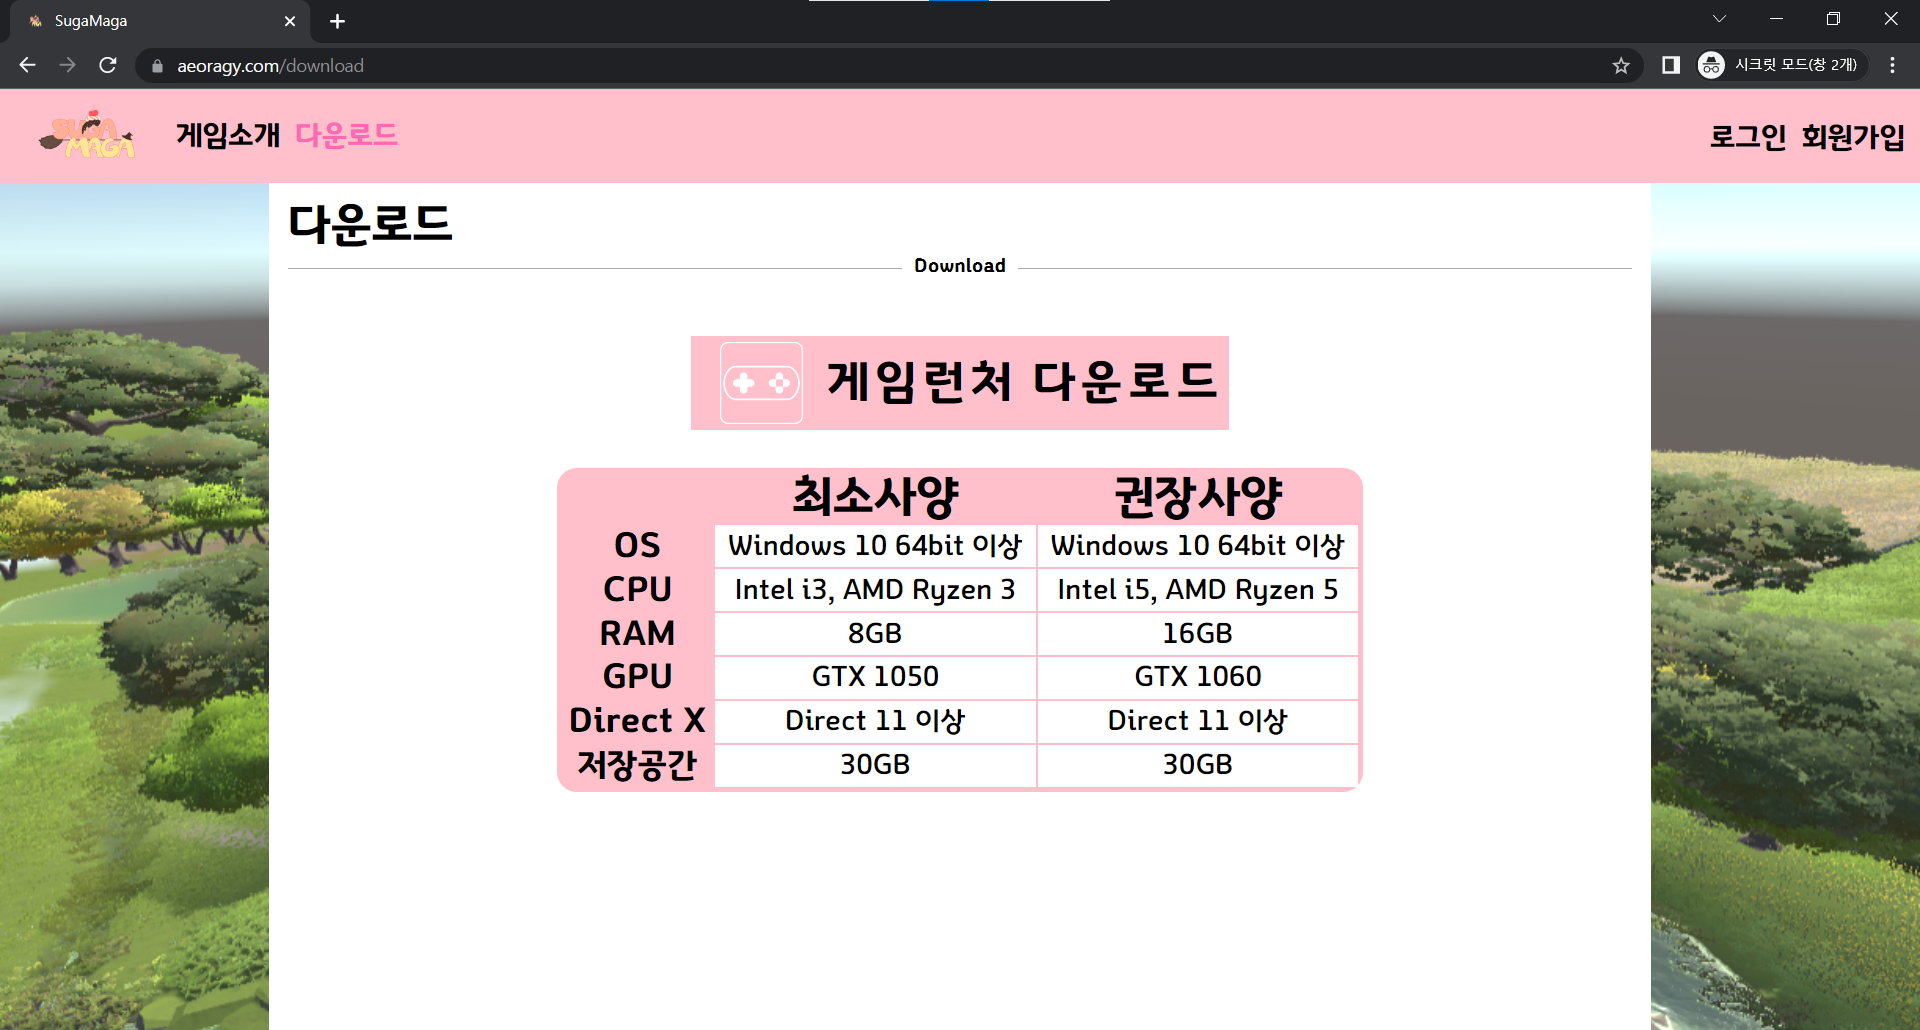 SugaMaga
aeoragy.com/download
시크릿 모드(창 2개)
SUGA
MAGA
게임소개 다운로드
로그인 회원가입
다운로드
Download
게임런처 다운로드
최소사양 권장사양
OS Windows 10 64bit 이상 Windows 10 64bit 이상
CPU Intel i3, AMD Ryzen 3 Intel i5, AMD Ryzen 5
RAM 8GB 16GB
GPU GTX 1050 GTX 1060
Direct X Direct 11 이상 Direct 11 이상
저장공간 30GB 30GB